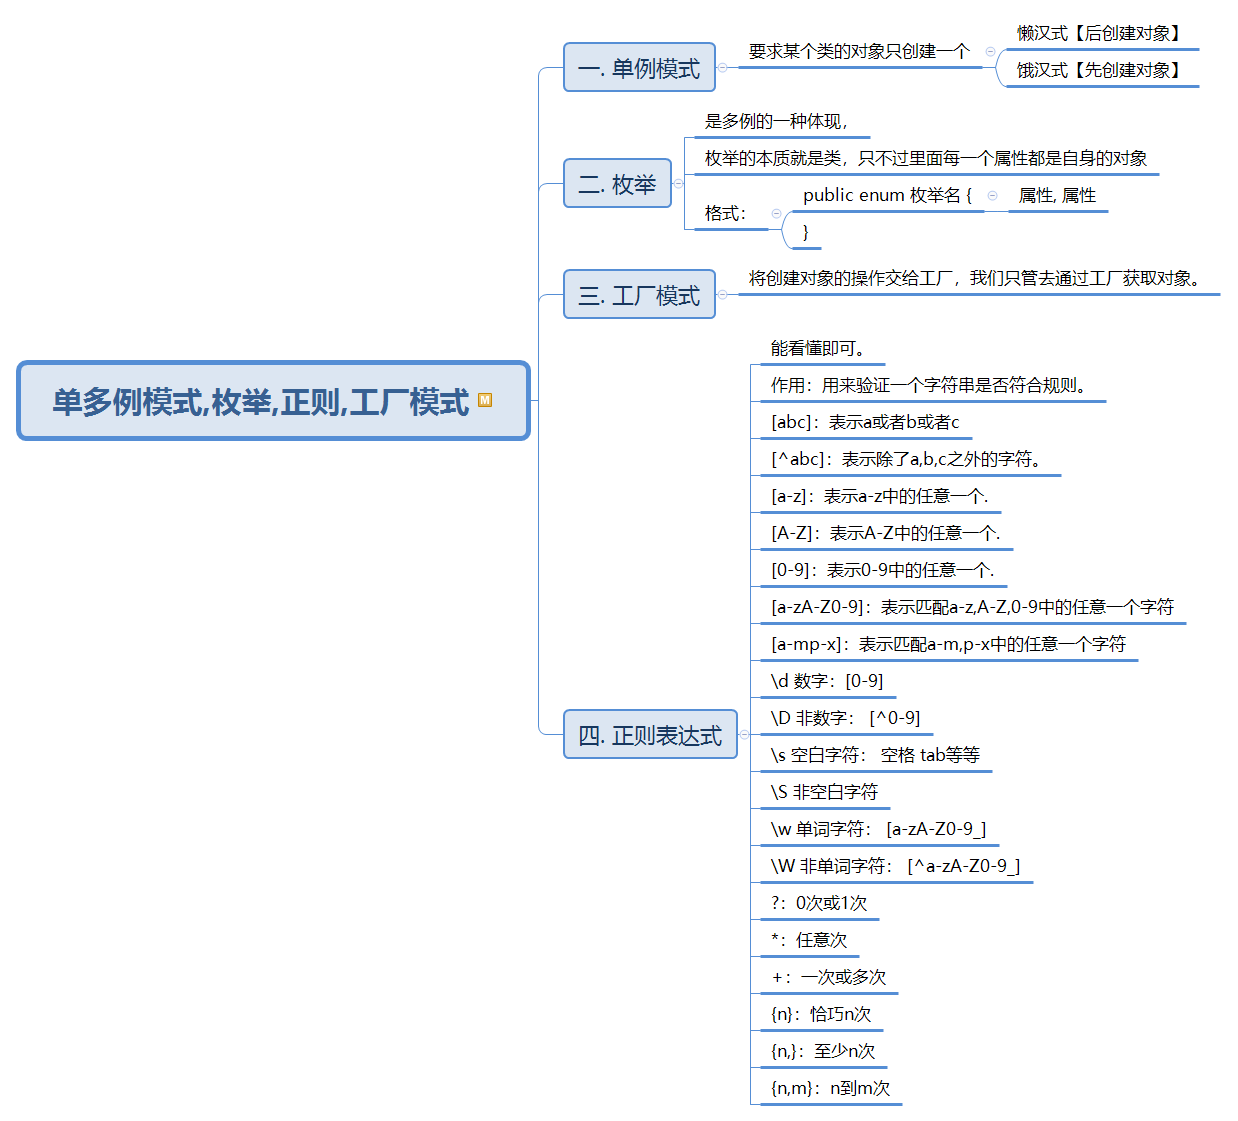 单多例模式,枚举,正则,工厂模式
M
一. 单例模式
要求某个类的对象只创建一个
懒汉式【后创建对象】
饿汉式【先创建对象】
二. 枚举
是多例的一种体现，
枚举的本质就是类，只不过里面每一个属性都是自身的对象
格式：
public enum 枚举名 {
属性, 属性
}
三. 工厂模式
将创建对象的操作交给工厂，我们只管去通过工厂获取对象。
四. 正则表达式
能看懂即可。
作用：用来验证一个字符串是否符合规则。
[abc]：表示a或者b或者c
[^abc]：表示除了a,b,c之外的字符。
[a-z]：表示a-z中的任意一个.
[A-Z]：表示A-Z中的任意一个.
[0-9]：表示0-9中的任意一个.
[a-zA-Z0-9]：表示匹配a-z,A-Z,0-9中的任意一个字符
[a-mp-x]：表示匹配a-m,p-x中的任意一个字符
\d 数字：[0-9]
\D 非数字： [^0-9]
\s 空白字符： 空格 tab等等
\S 非空白字符
\w 单词字符： [a-zA-Z0-9_]
\W 非单词字符： [^a-zA-Z0-9_]
?：0次或1次
*：任意次
+：一次或多次
{n}：恰巧n次
{n,}：至少n次
{n,m}：n到m次